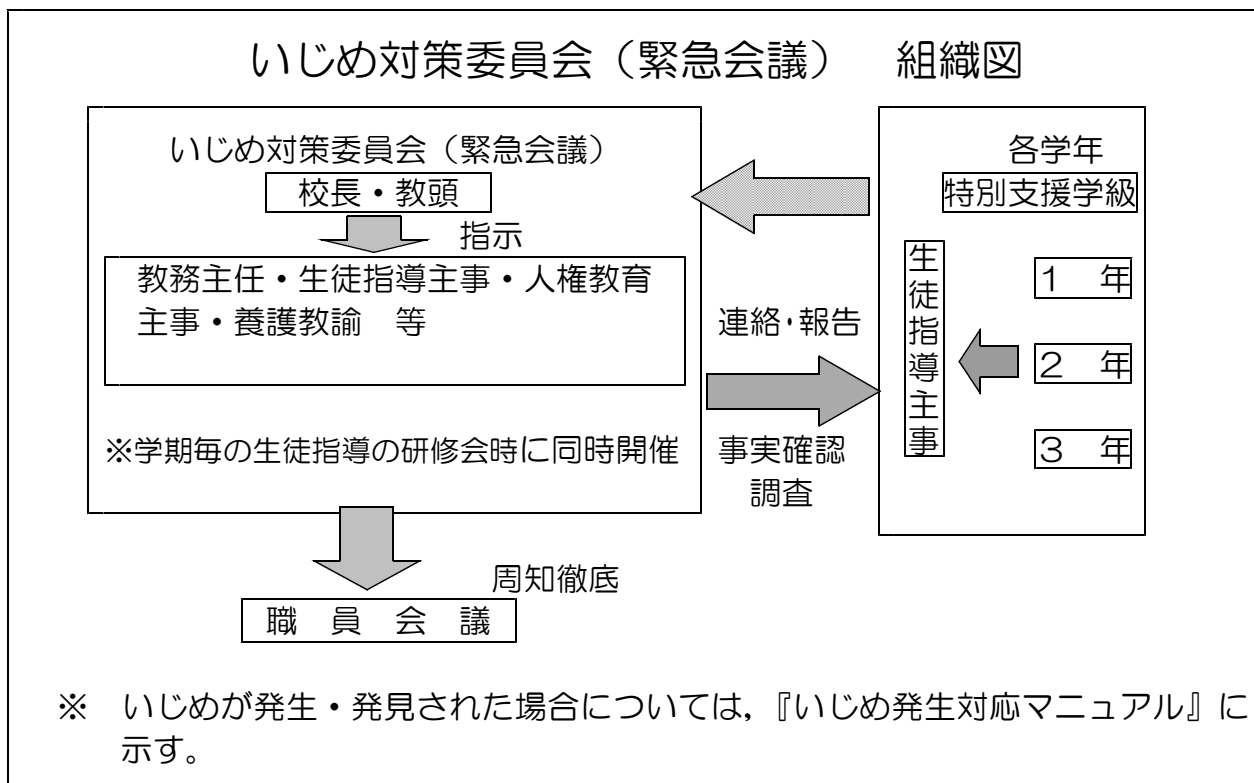 いじめ対策委員会（緊急会議）　組織図
いじめ対策委員会（緊急会議）
校長・教頭
指示
教務主任・生徒指導主事・人権教育
主事・養護教諭　等
※学期毎の生徒指導の研修会時に同時開催
連絡・報告
事実確認
調査
各学年
特別支援学級
生徒指導主事
１　年
２　年
３　年
周知徹底
職　員　会　議
※　いじめが発生・発見された場合については，『いじめ発生対応マニュアル』に
示す。